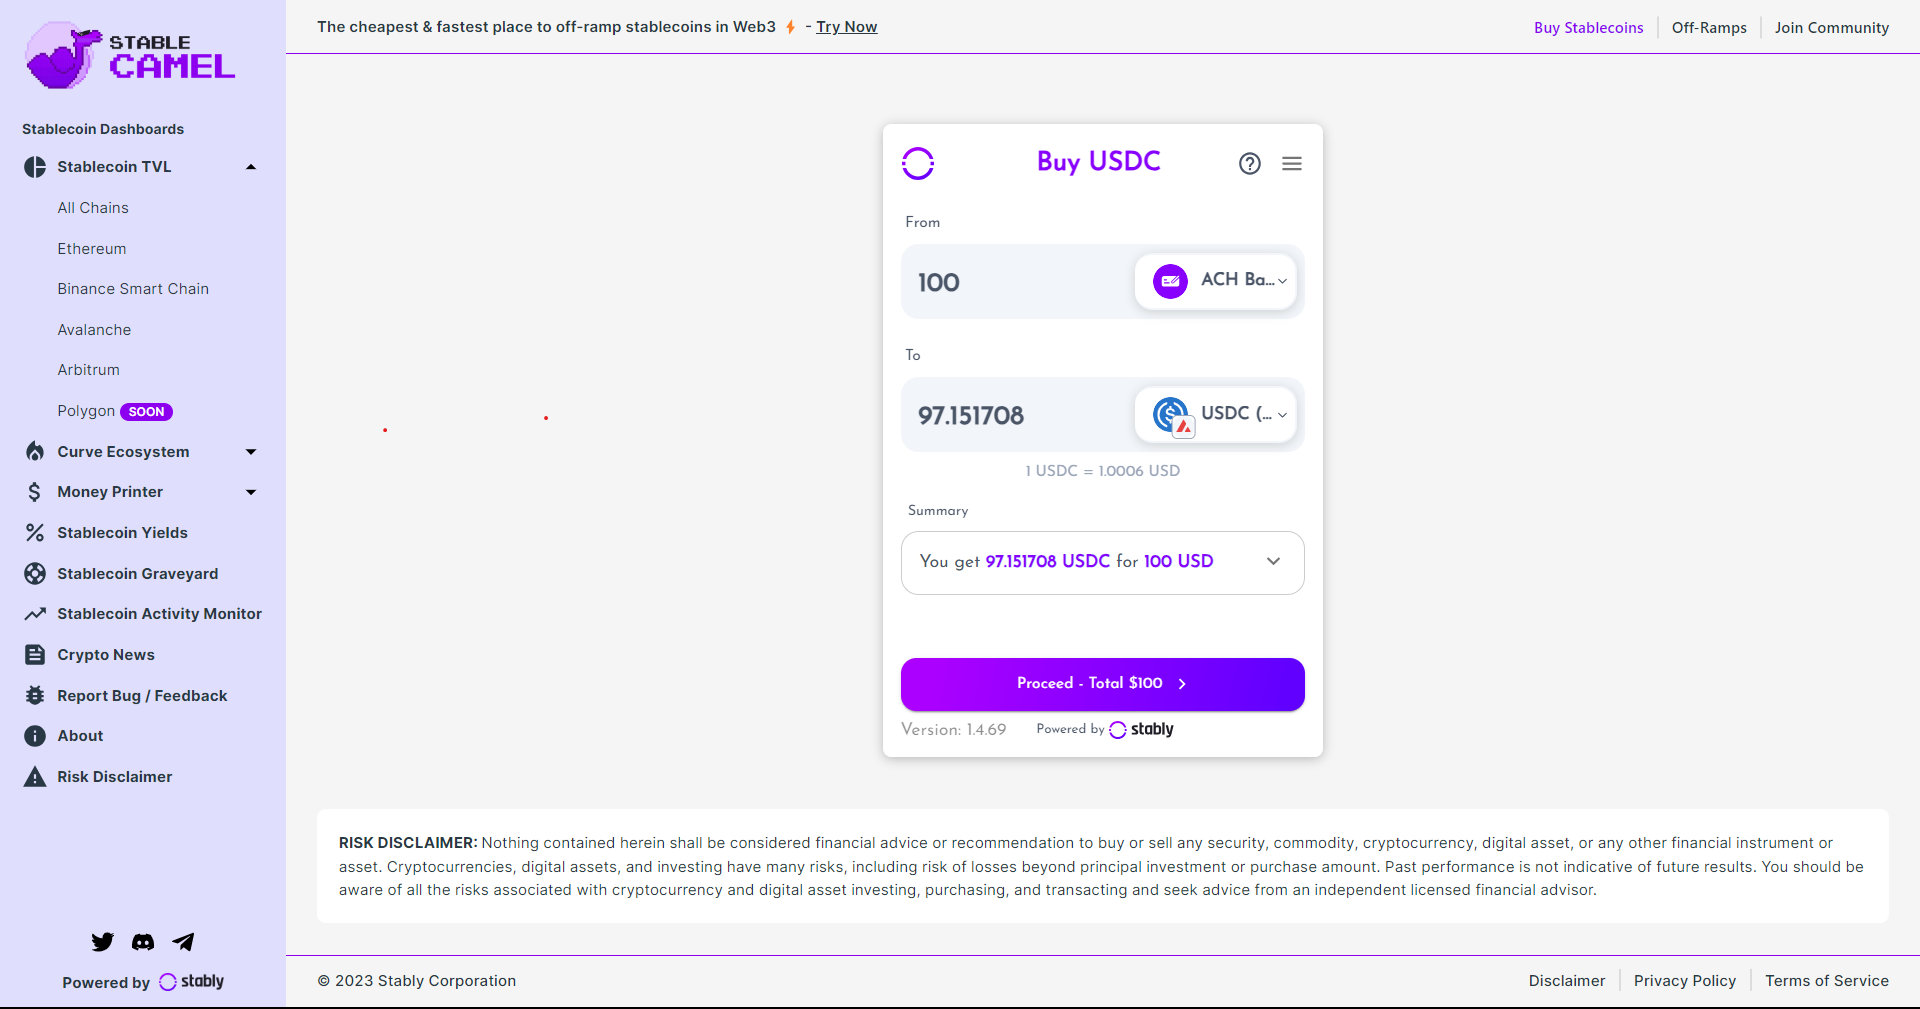 STABLE
CAMEL
Stablecoin Dashboards
Stablecoin TVL
All Chains
Ethereum
Binance Smart Chain
Avalanche
Arbitrum
Polygon SOON
Curve Ecosystem
Money Printer
Stablecoin Yields
Stablecoin Graveyard
Stablecoin Activity Monitor
Crypto News
Report Bug / Feedback
About
Risk Disclaimer
Powered by stably
The cheapest & fastest place to off-ramp stablecoins in Web3 ⚡ - Try Now
Buy Stablecoins
Off-Ramps
Join Community
Buy USDC
From
100
ACH Ba...
To
97.151708
USDC (...
1 USDC = 1.0006 USD
Summary
You get 97.151708 USDC for 100 USD
Proceed - Total $100
Version: 1.4.69
Powered by stably
RISK DISCLAIMER: Nothing contained herein shall be considered financial advice or recommendation to buy or sell any security, commodity, cryptocurrency, digital asset, or any other financial instrument or
asset. Cryptocurrencies, digital assets, and investing have many risks, including risk of losses beyond principal investment or purchase amount. Past performance is not indicative of future results. You should be
aware of all the risks associated with cryptocurrency and digital asset investing, purchasing, and transacting and seek advice from an independent licensed financial advisor.
© 2023 Stably Corporation
Disclaimer
Privacy Policy
Terms of Service